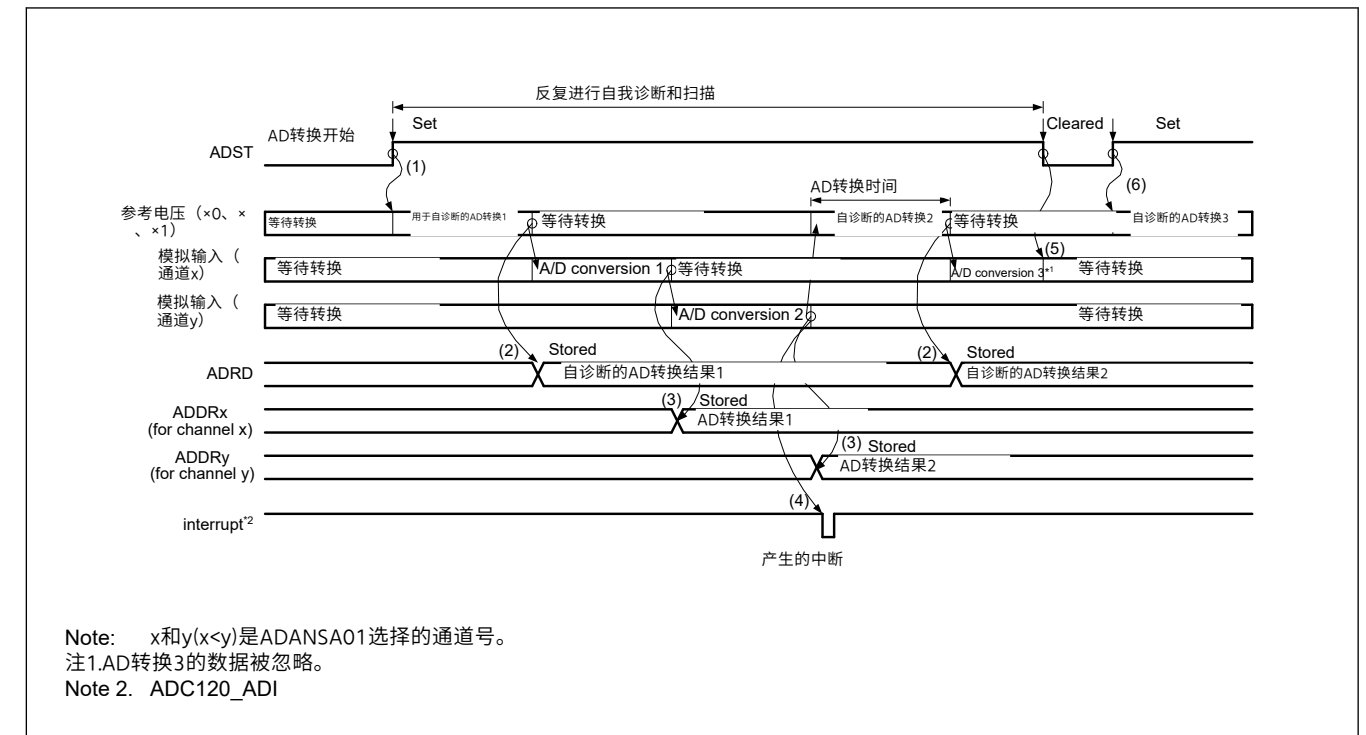 反复进行自我诊断和扫描
AD转换开始
Set
Cleared
Set
ADST
(1)
(6)
AD转换时间
参考电压（×0、×
、×1）
等待转换
用于自诊断的AD转换1
等待转换
自诊断的AD转换2
等待转换
自诊断的AD转换3
模拟输入（
通道x）
等待转换
A/D conversion 1
等待转换
(5)
A/D conversion 3*1
等待转换
模拟输入（
通道y）
等待转换
A/D conversion 2
等待转换
ADRD
(2)
Stored
自诊断的AD转换结果1
(2)
Stored
自诊断的AD转换结果2
ADDRx
(for channel x)
(3)
Stored
AD转换结果1
ADDRy
(for channel y)
(3)
Stored
AD转换结果2
interrupt*2
(4)
产生的中断
Note: x和y(x<y)是ADANSA01选择的通道号。
注1.AD转换3的数据被忽略。
Note 2. ADC120_ADI